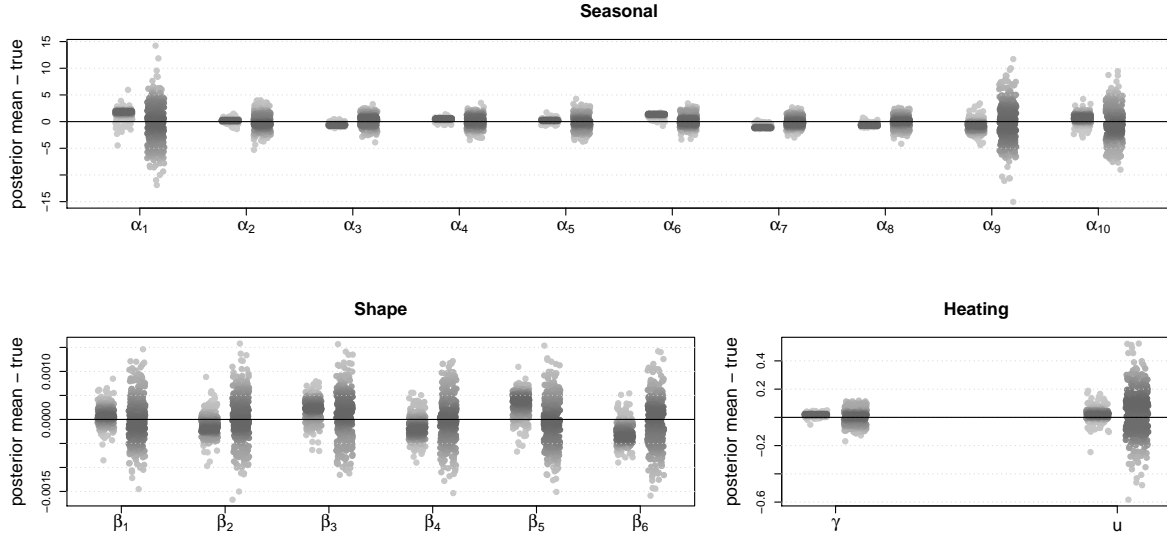 Seasonal
posterior mean − true
15
10
5
0
−5
−15
α1 α2 α3 α4 α5 α6 α7 α8 α9 α10
Shape
posterior mean − true
0.0010
0.0000
−0.0015
β1 β2 β3 β4 β5 β6
Heating
posterior mean − true
0.4
0.2
−0.2
−0.6
γ u